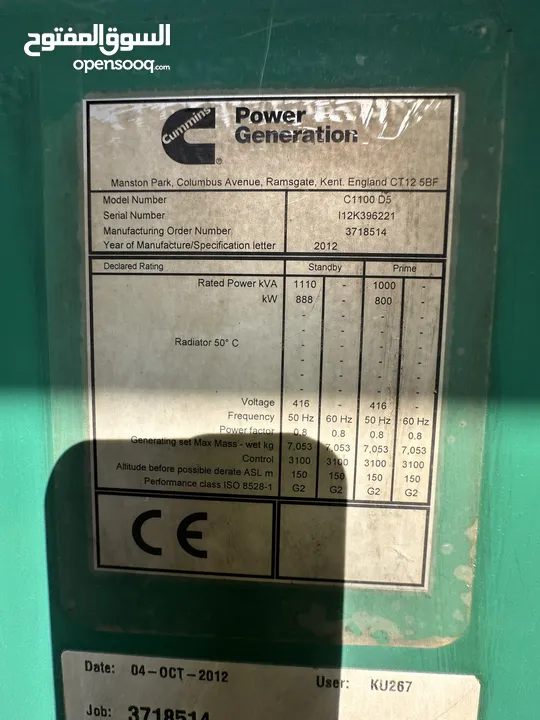 السوق المفتوح
opensooq.com
Cummins
Power
Generation
Manston Park, Columbus Avenue, Ramsgate, Kent. England CT12 5BF
Model Number C1100 D5
Serial Number I12K396221
Manufacturing Order Number 3718514
Year of Manufacture/Specification letter 2012
Declared Rating Standby Prime
Rated Power kVA 1110 - 1000 -
kW 888 - 800 -
- - - -
- - - -
Radiator 50° C - - - -
- - - -
- - - -
- - - -
Voltage 416 - 416 -
Frequency 50 Hz 60 Hz 50 Hz 60 Hz
Power factor 0.8 0.8 0.8 0.8
Generating set Max Mass - wet kg 7,053 7,053 7,053 7,053
Control 3100 3100 3100 3100
Altitude before possible derate ASL m 150 150 150 150
Performance class ISO 8528-1 G2 G2 G2 G2
CE
Date: 04-OCT-2012 User: KU267
Job: 3718514